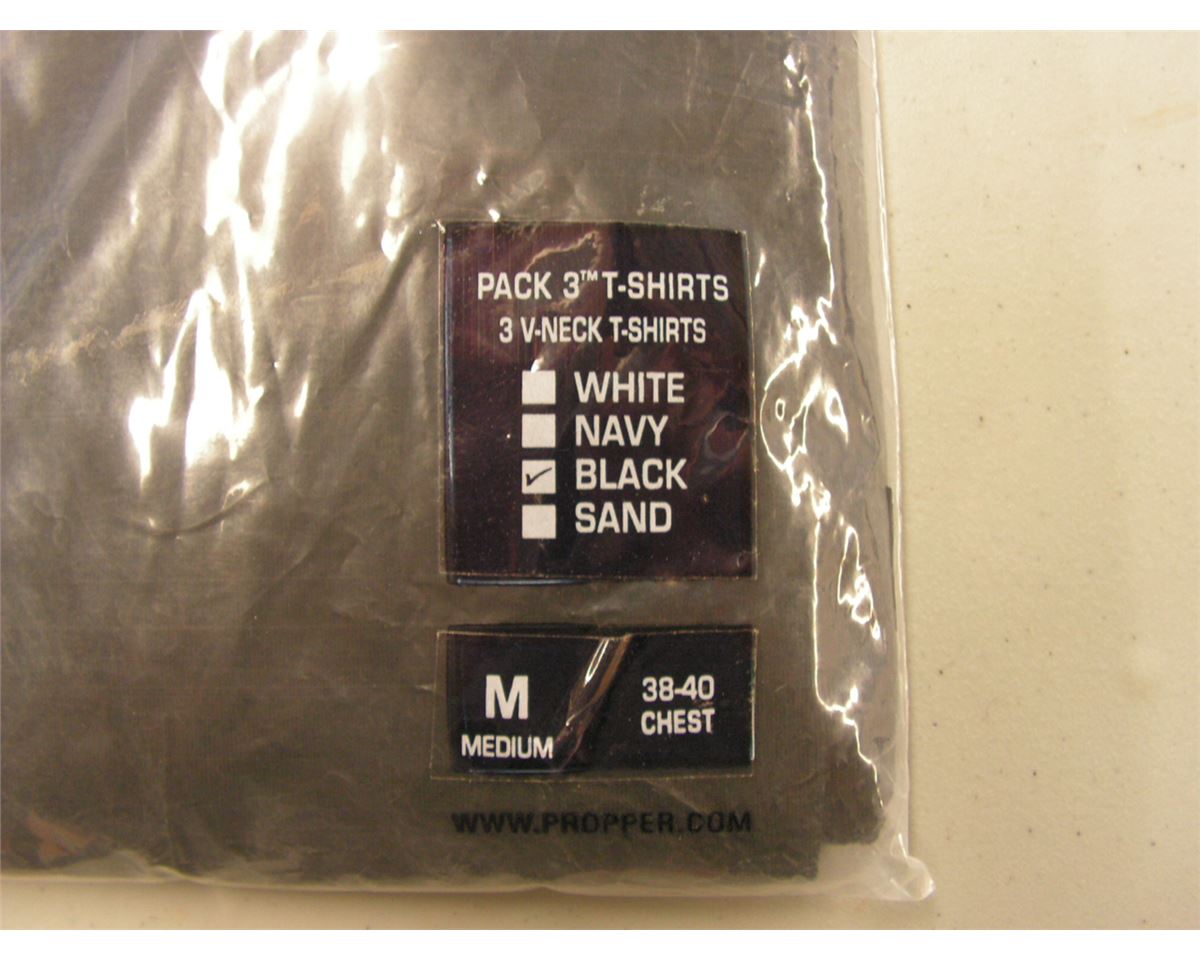 PACK 3™ T-SHIRTS
3 V-NECK T-SHIRTS
WHITE
NAVY
BLACK
SAND
M
MEDIUM
38-40
CHEST
WWW.PROPPER.COM